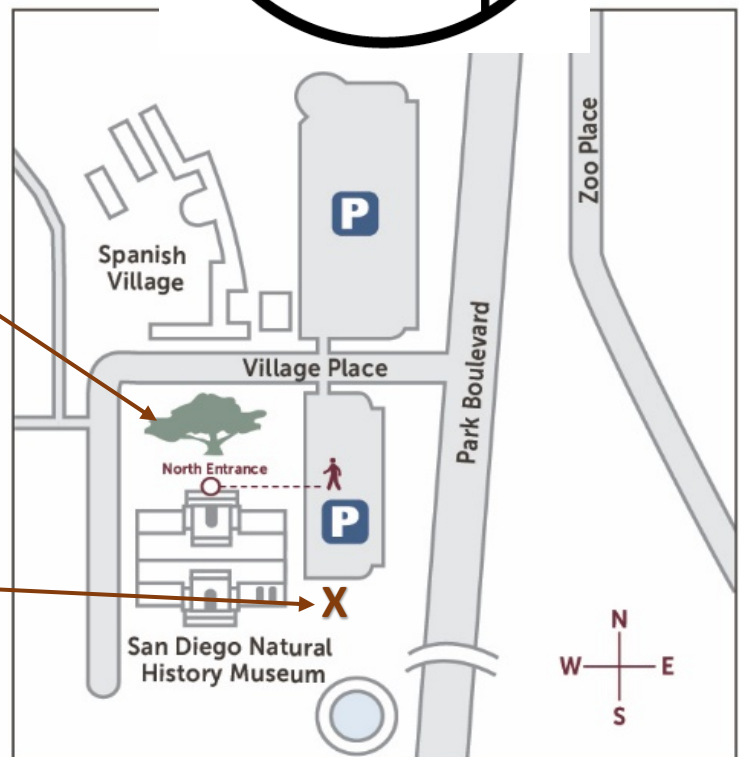 Zoo Place
P
Spanish
Village
Park Boulevard
Village Place
North Entrance
P
X
San Diego Natural
History Museum
N
W E
S